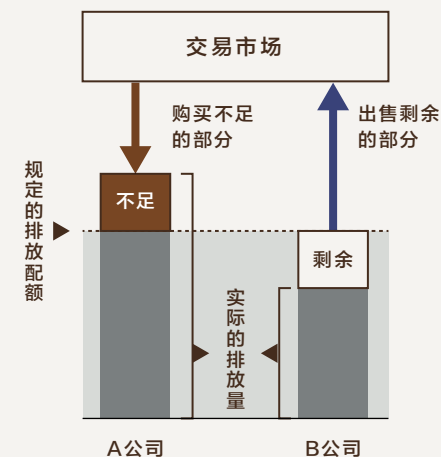 交易市场
购买不足
的部分
出售剩余
的部分
规定的排放配额
不足
剩余
实际的排放量
A公司
B公司